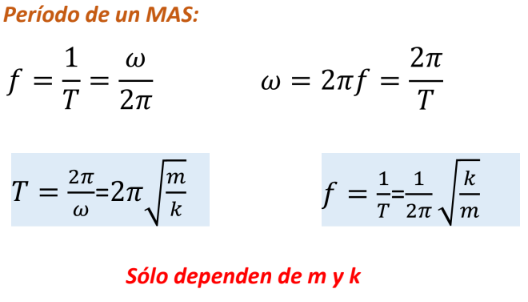 Período de un MAS:
f = 1/T = ω/2π
ω = 2πf = 2π/T
T = 2π/ω=2π√(m/k)
f = 1/T=1/2π √(k/m)
Sólo dependen de m y k